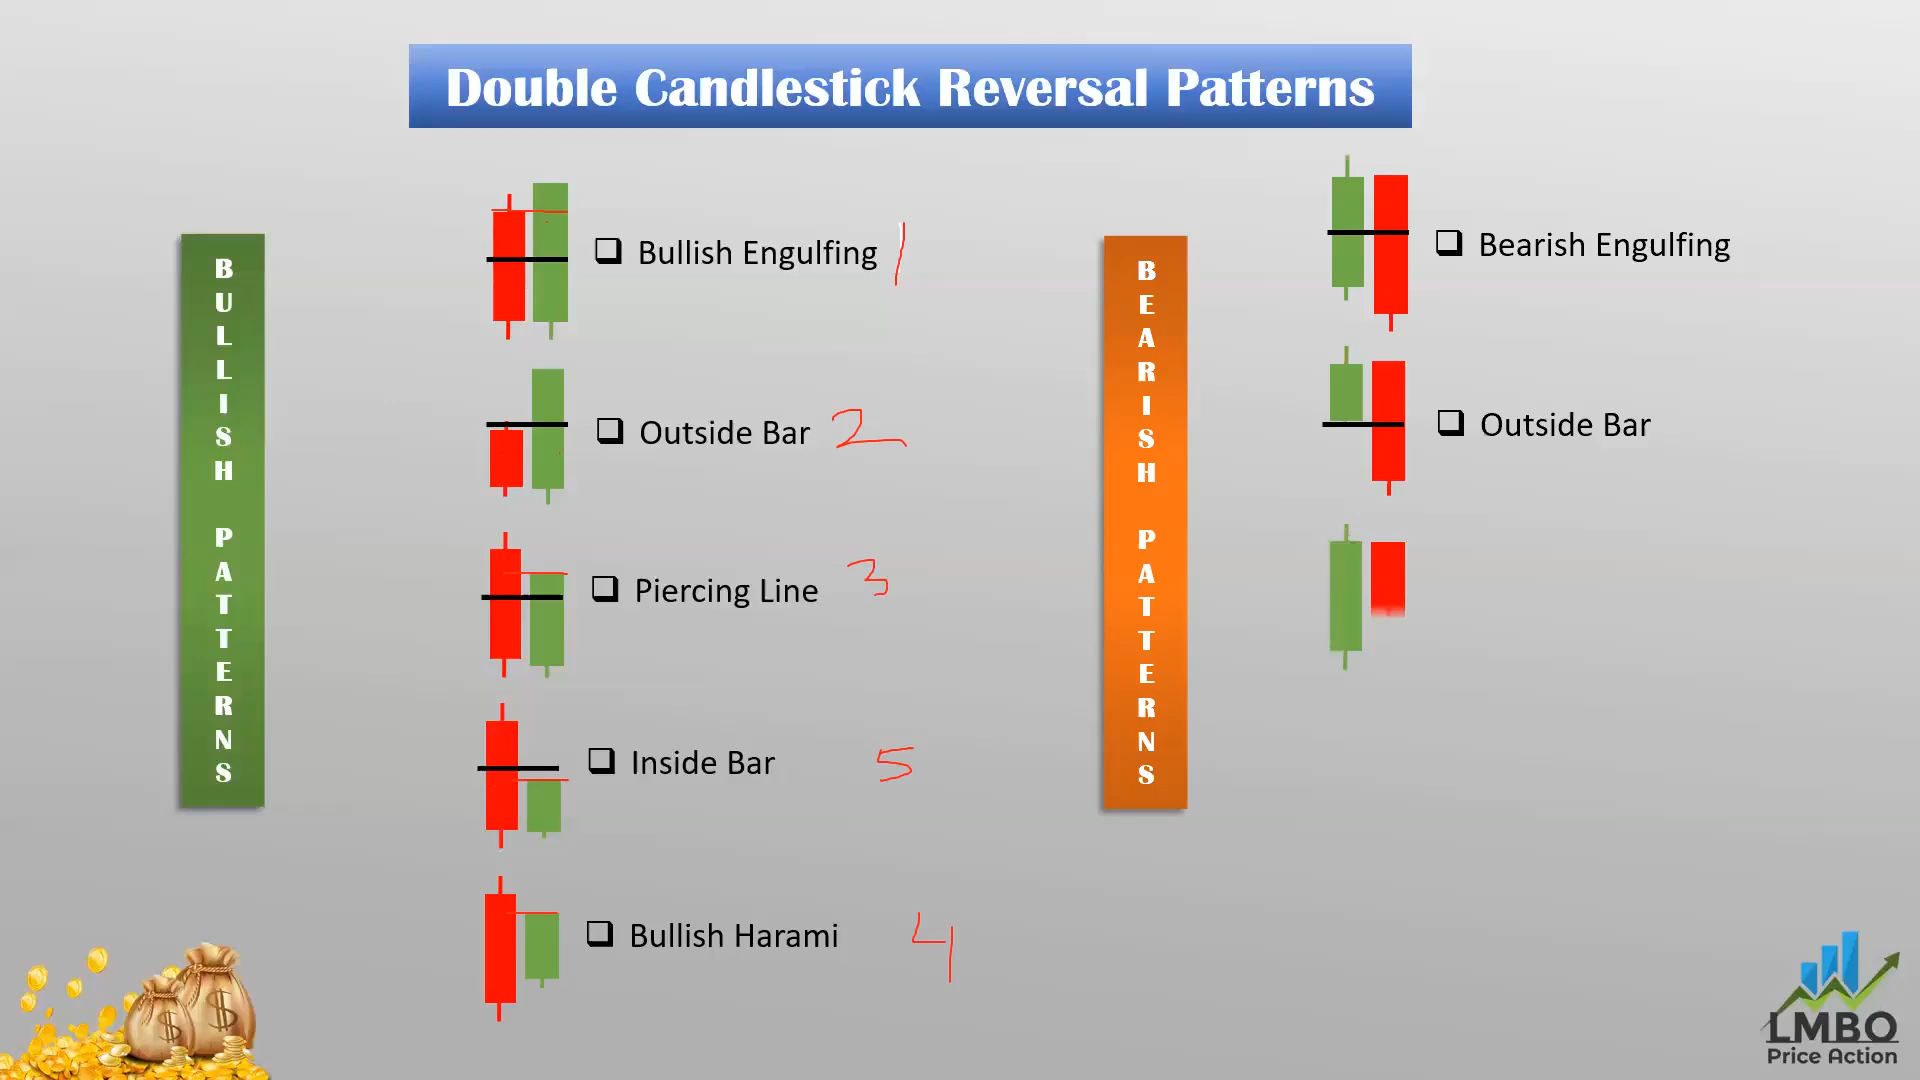 Double Candlestick Reversal Patterns
BULLISH PATTERNS
Bullish Engulfing 1
Outside Bar 2
Piercing Line 3
Inside Bar 5
Bullish Harami 4
BEARISH PATTERNS
Bearish Engulfing
Outside Bar
$ $
LMBO
Price Action